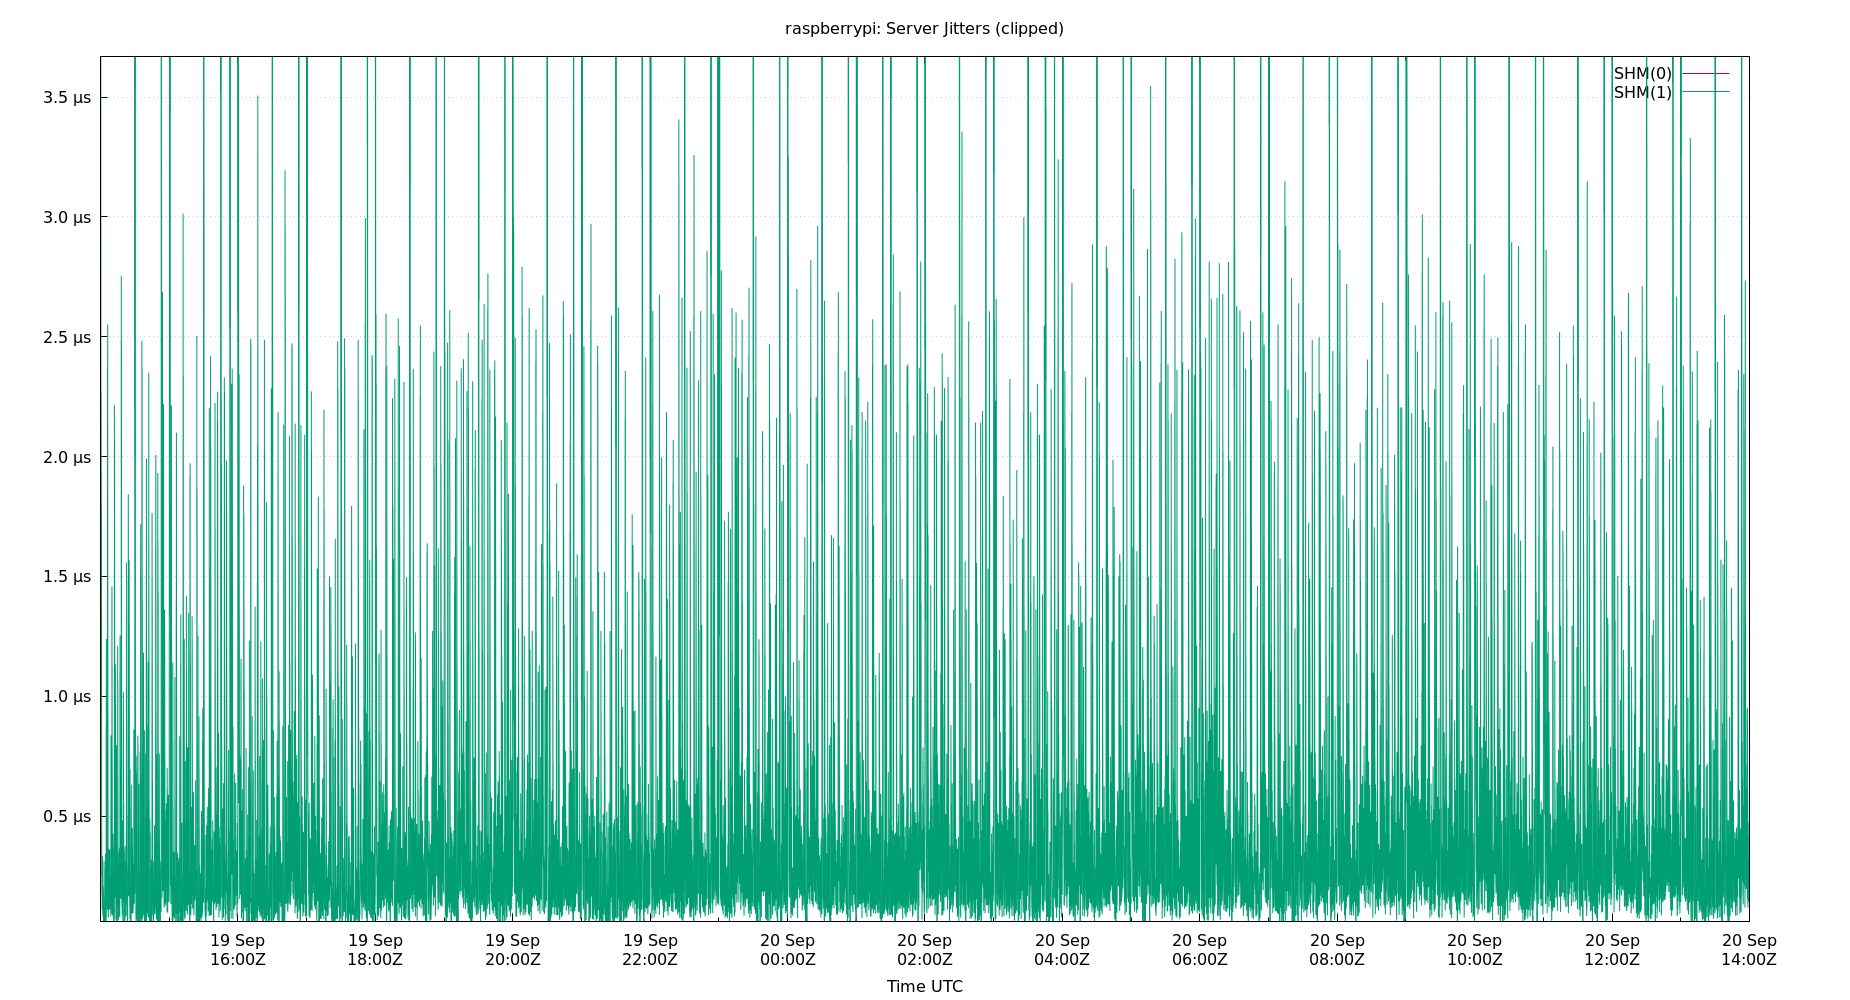 raspberrypi: Server Jitters (clipped)
SHM(0)
SHM(1)
3.5 μs
3.0 μs
2.5 μs
2.0 μs
1.5 μs
1.0 μs
0.5 μs
19 Sep 19 Sep 19 Sep 19 Sep 20 Sep 20 Sep 20 Sep 20 Sep 20 Sep 20 Sep 20 Sep 20 Sep
16:00Z 18:00Z 20:00Z 22:00Z 00:00Z 02:00Z 04:00Z 06:00Z 08:00Z 10:00Z 12:00Z 14:00Z
Time UTC